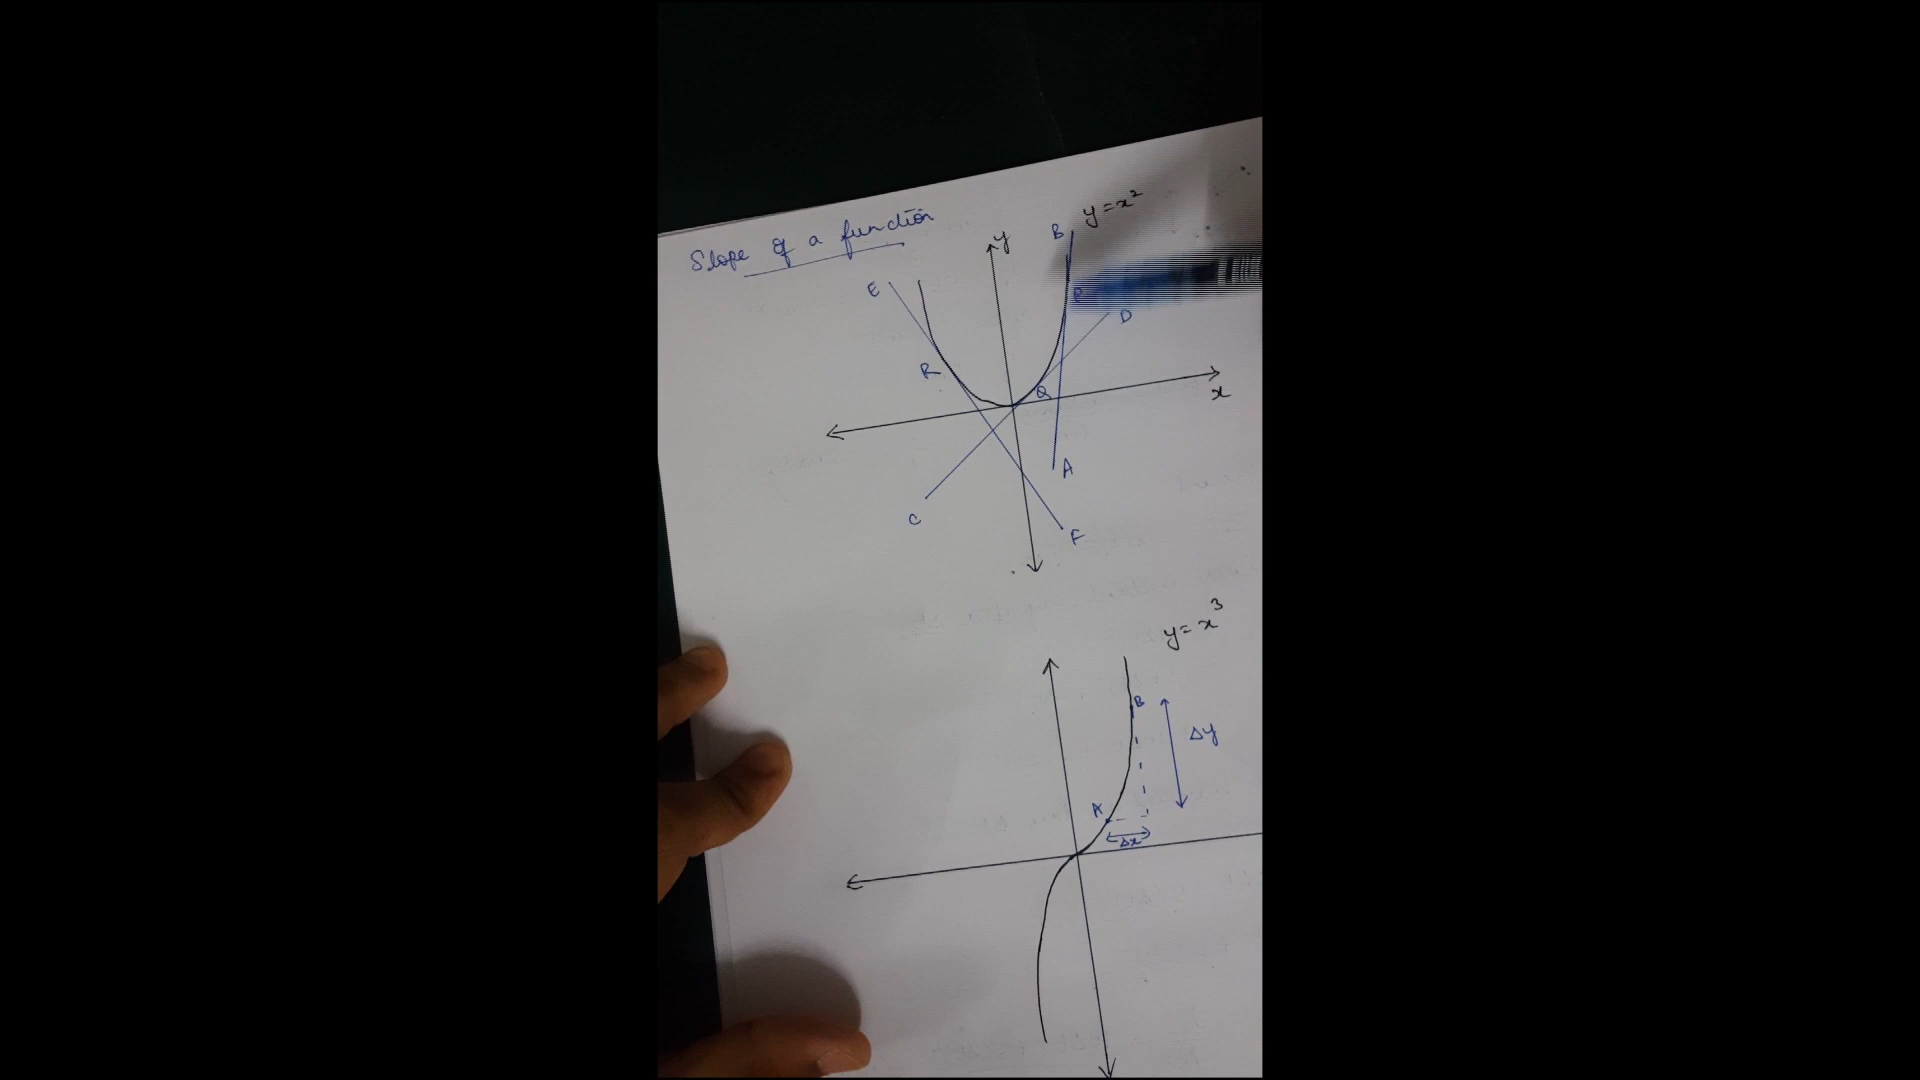 Slope of a function
y = x²
y
B
E
P
D
R
Q
x
A
C
F
y = x³
B
Δy
A
Δx